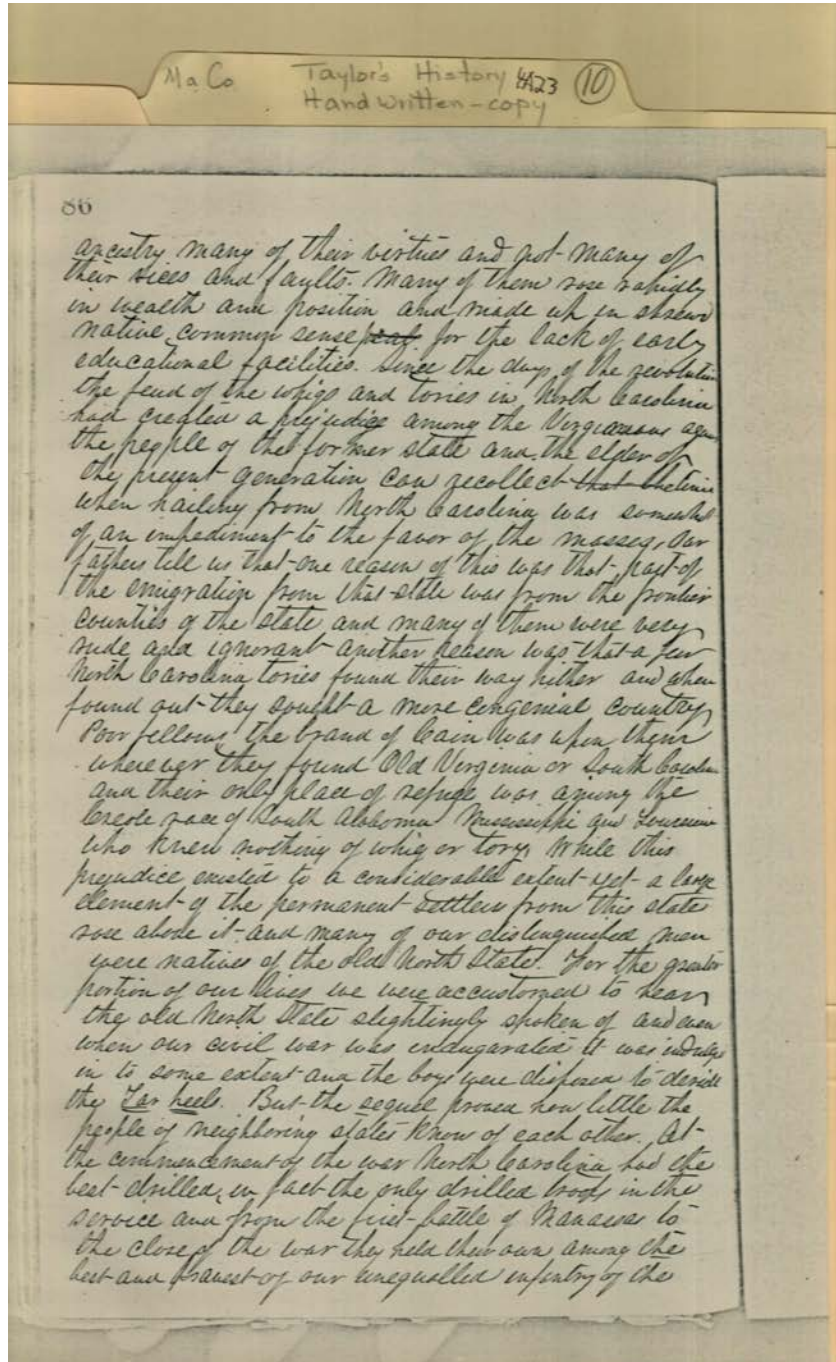 Ma Co Taylor's History 4A23 10
Handwritten-copy
86
ancestry many of their virtues and not many of
their vices and faults. Many of them rose rapidly
in wealth and position and made up in shrewd
native common sense for the lack of early
educational facilities. Since the days of the revolution
the feud of the whigs and tories in North Carolina
had created a prejudice among the Virginians again
the people of the former state and the elder of
the present generation can recollect that the time
when hailing from North Carolina was somewhat
of an impediment to the favor of the masses, Our
fathers tell us that one reason of this was that part of
the emigration from that state was from the frontier
counties of the state and many of them were very
rude and ignorant another reason was that a few
North Carolina tories found their way hither and when
found out they sought a more congenial country
Poor fellows the brand of Cain was upon them
wherever they found Old Virginia or South Carolina
and their only place of refuge was among the
Creole race of South Alabama Mississippi and Louisiana
who knew nothing of whig or tory While this
prejudice existed to a considerable extent yet a large
element of the permanent settlers from this state
rose above it and many of our distinguished men
were natives of the old North State. For the greater
portion of our lives we were accustomed to hear
the old North State slightingly spoken of and even
when our civil war was endugarated it was indulge
in to some extent and the boys were disposed to deride
the Tar heels. But the sequel proved how little the
people of neighboring states know of each other. At
the commencement of the war North Carolina had the
best drilled, in fact the only drilled troops in the
service and from the first battle of Manassas to
the close of the war they held their own among the
best and bravest of our unequalled infantry of the